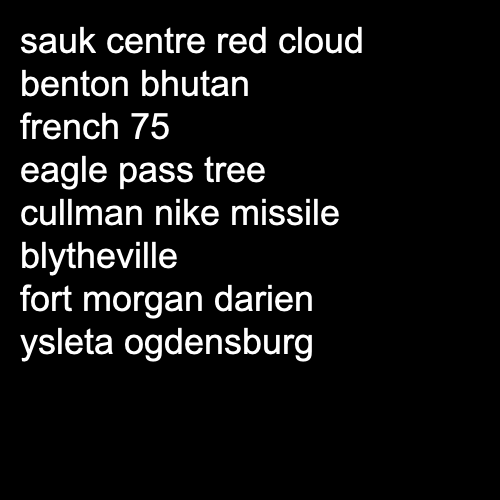 sauk centre red cloud
benton bhutan
french 75
eagle pass tree
cullman nike missile
blytheville
fort morgan darien
ysleta ogdensburg